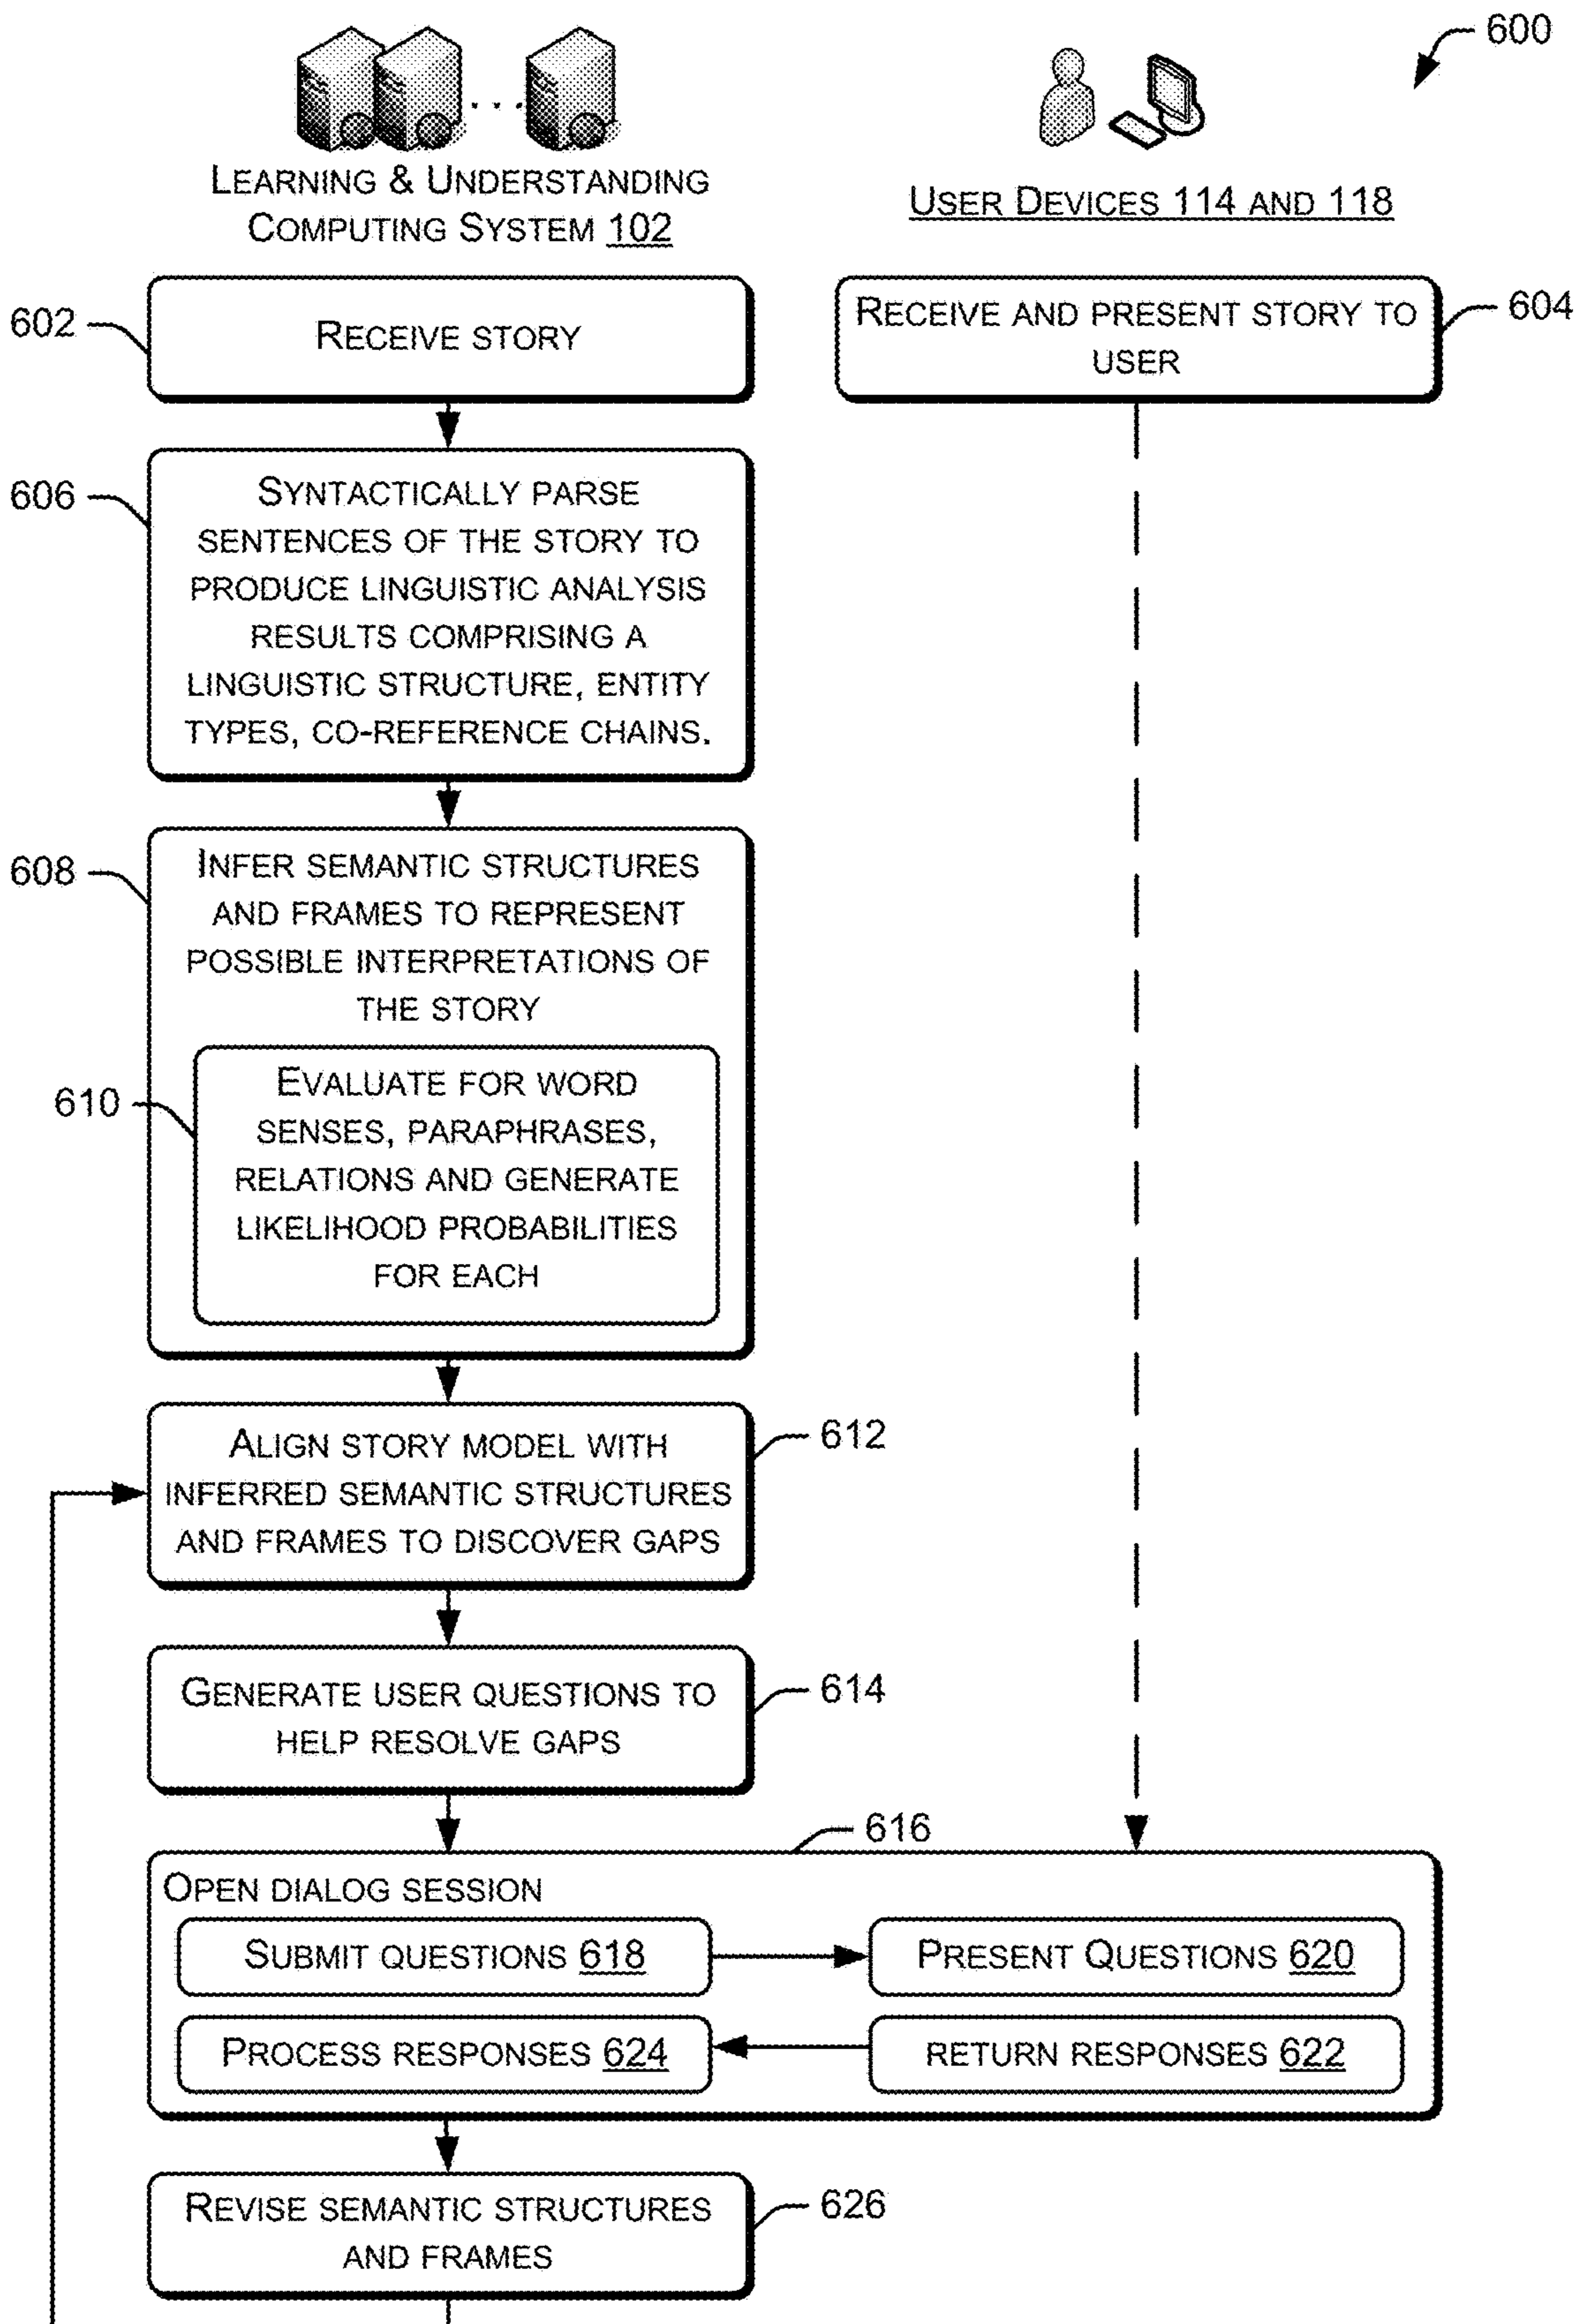 600
LEARNING & UNDERSTANDING
COMPUTING SYSTEM 102
USER DEVICES 114 AND 118
602
RECEIVE STORY
RECEIVE AND PRESENT STORY TO
USER
604
606
SYNTACTICALLY PARSE
SENTENCES OF THE STORY TO
PRODUCE LINGUISTIC ANALYSIS
RESULTS COMPRISING A
LINGUISTIC STRUCTURE, ENTITY
TYPES, CO-REFERENCE CHAINS.
608
INFER SEMANTIC STRUCTURES
AND FRAMES TO REPRESENT
POSSIBLE INTERPRETATIONS OF
THE STORY
610
EVALUATE FOR WORD
SENSES, PARAPHRASES,
RELATIONS AND GENERATE
LIKELIHOOD PROBABILITIES
FOR EACH
612
ALIGN STORY MODEL WITH
INFERRED SEMANTIC STRUCTURES
AND FRAMES TO DISCOVER GAPS
614
GENERATE USER QUESTIONS TO
HELP RESOLVE GAPS
616
OPEN DIALOG SESSION
SUBMIT QUESTIONS 618
PRESENT QUESTIONS 620
PROCESS RESPONSES 624
RETURN RESPONSES 622
REVISE SEMANTIC STRUCTURES
AND FRAMES
626